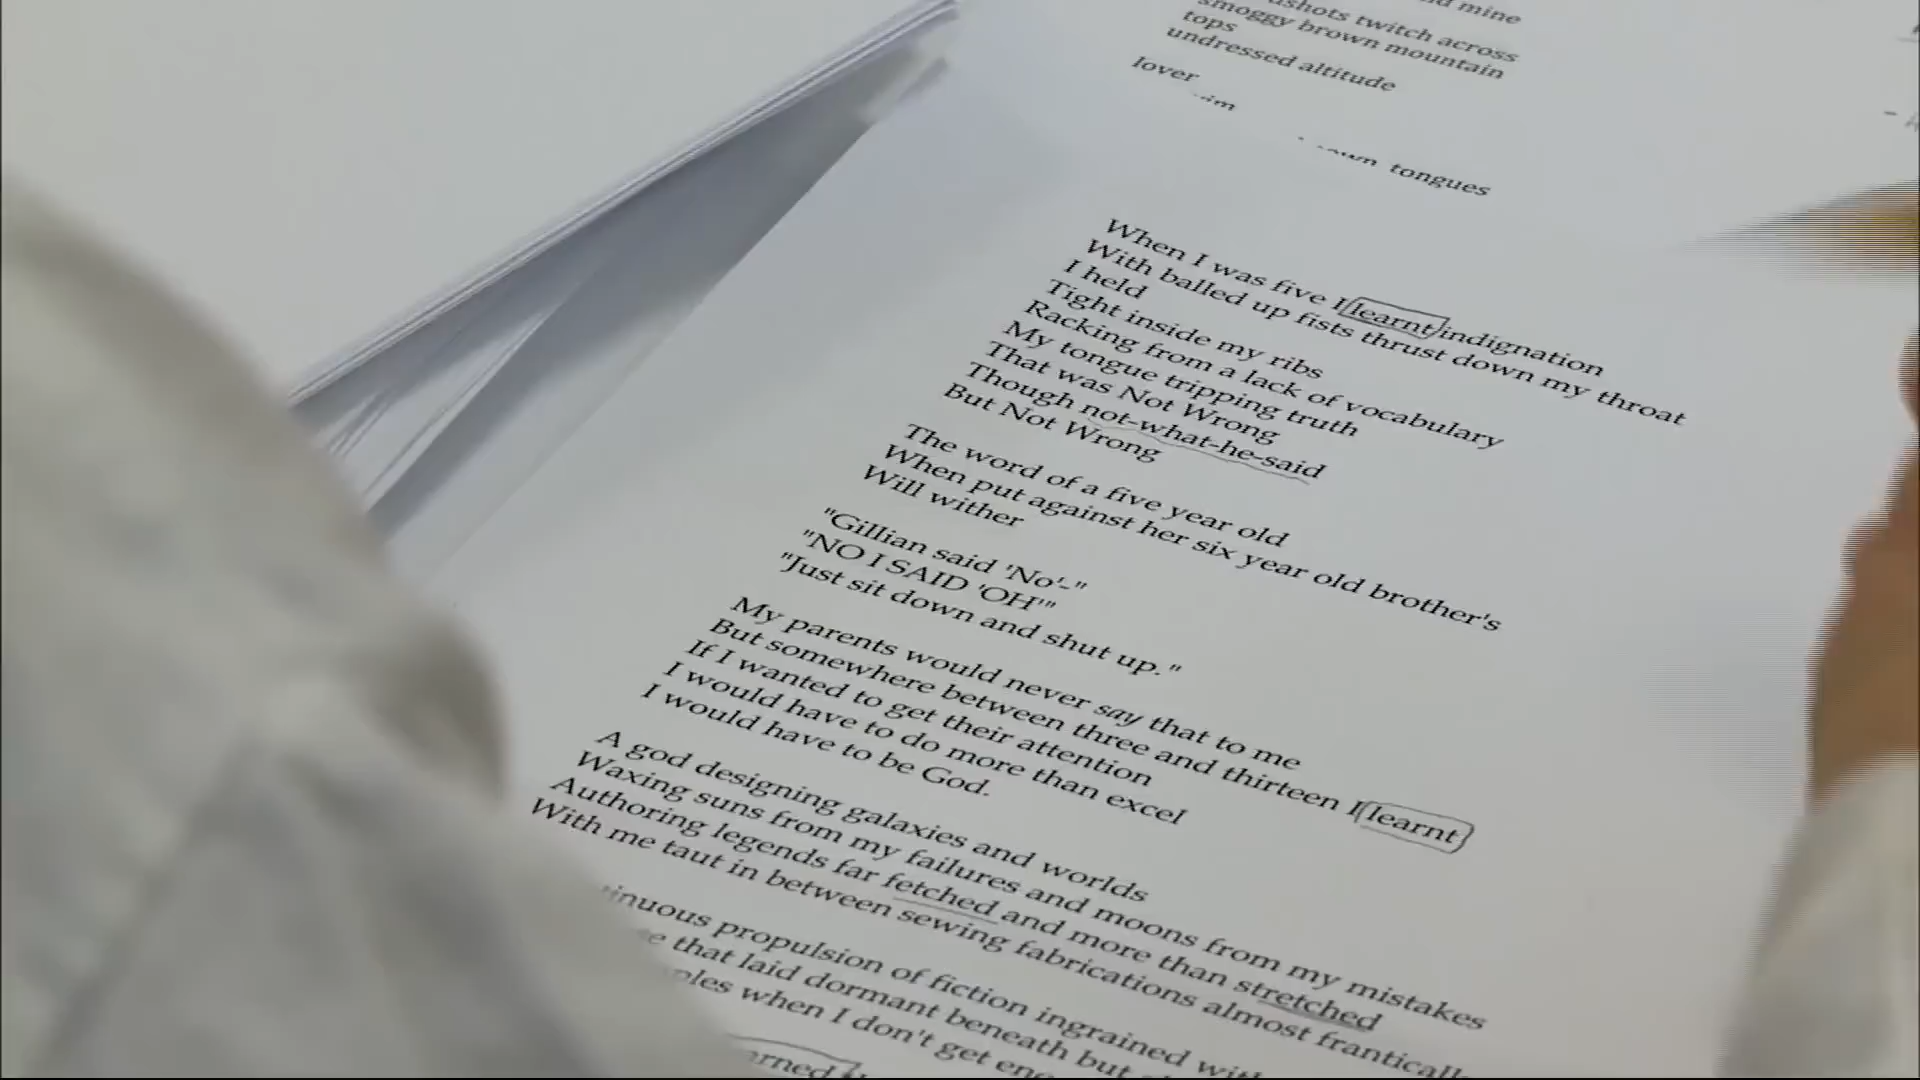 mine
twitch across
smoggy brown mountain
tops
undressed altitude
lover
tongues
When I was five I learnt indignation
With balled up fists thrust down my throat
I held
Tight inside my ribs
Racking from a lack of vocabulary
My tongue tripping truth
That was Not Wrong
Though not-what-he-said
But Not Wrong
The word of a five year old
When put against her six year old brother's
Will wither
"Gillian said 'No'-"
"NO I SAID 'OH'"
"Just sit down and shut up."
My parents would never say that to me
But somewhere between three and thirteen I learnt
If I wanted to get their attention
I would have to do more than excel
I would have to be God.
A god designing galaxies and worlds
Waxing suns from my failures and moons from my mistakes
Authoring legends far fetched and more than stretched
With me taut in between sewing fabrications almost frantically
propulsion of fiction ingrained
that laid dormant beneath but
when I don't get